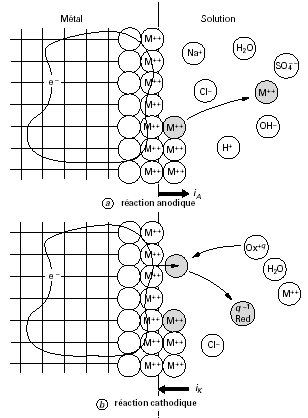 Métal Solution
M++
M++
Na+
H2O
M++
SO4--
e-
M++
Cl-
M++
M++
M++ M++
OH-
M++ M++
H+
M++ M++
iA
a réaction anodique
M++
Ox+q
M++
H2O
e-
M++
M++
M++
q-1
Red
M++ M++
M++ M++
Cl-
M++ M++
iK
b réaction cathodique